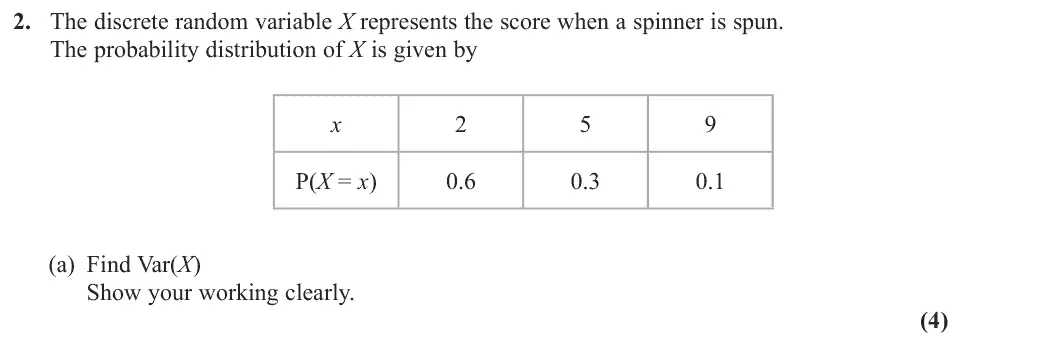 2. The discrete random variable X represents the score when a spinner is spun.
The probability distribution of X is given by
x 2 5 9
P(X = x) 0.6 0.3 0.1
(a) Find Var(X)
Show your working clearly.
(4)